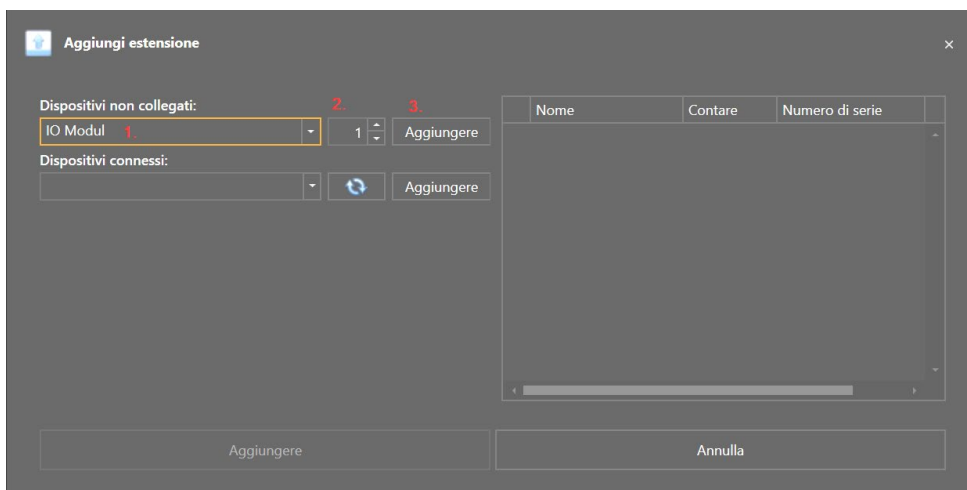 Aggiungi estensione
Dispositivi non collegati: 2. 3.
IO Modul 1. 1 Aggiungere
Dispositivi connessi:
Aggiungere
Nome Contare Numero di serie
Aggiungere Annulla